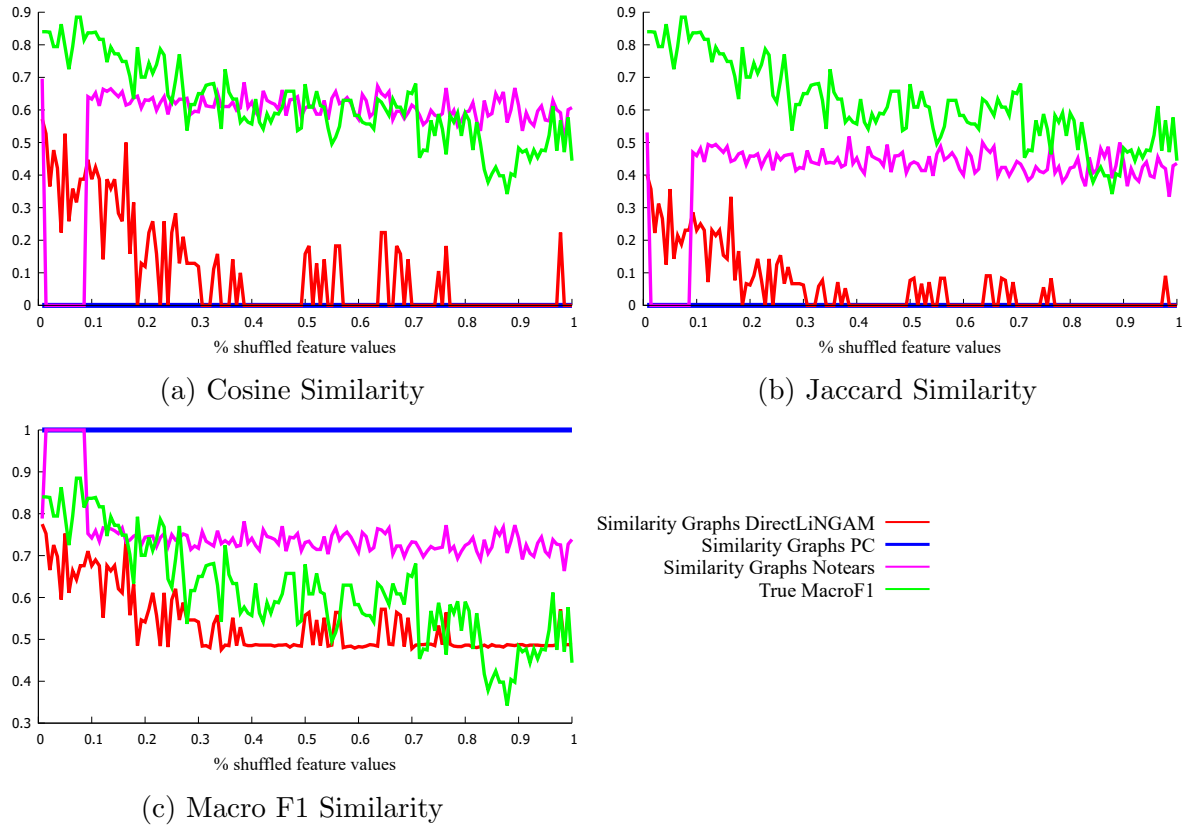 0.9
0.8
0.7
0.6
0.5
0.4
0.3
0.2
0.1
0
0 0.1 0.2 0.3 0.4 0.5 0.6 0.7 0.8 0.9 1
% shuffled feature values
(a) Cosine Similarity
0.9
0.8
0.7
0.6
0.5
0.4
0.3
0.2
0.1
0
0 0.1 0.2 0.3 0.4 0.5 0.6 0.7 0.8 0.9 1
% shuffled feature values
(b) Jaccard Similarity
1
0.9
0.8
0.7
0.6
0.5
0.4
0.3
0 0.1 0.2 0.3 0.4 0.5 0.6 0.7 0.8 0.9 1
% shuffled feature values
(c) Macro F1 Similarity
Similarity Graphs DirectLiNGAM
Similarity Graphs PC
Similarity Graphs Notears
True MacroF1